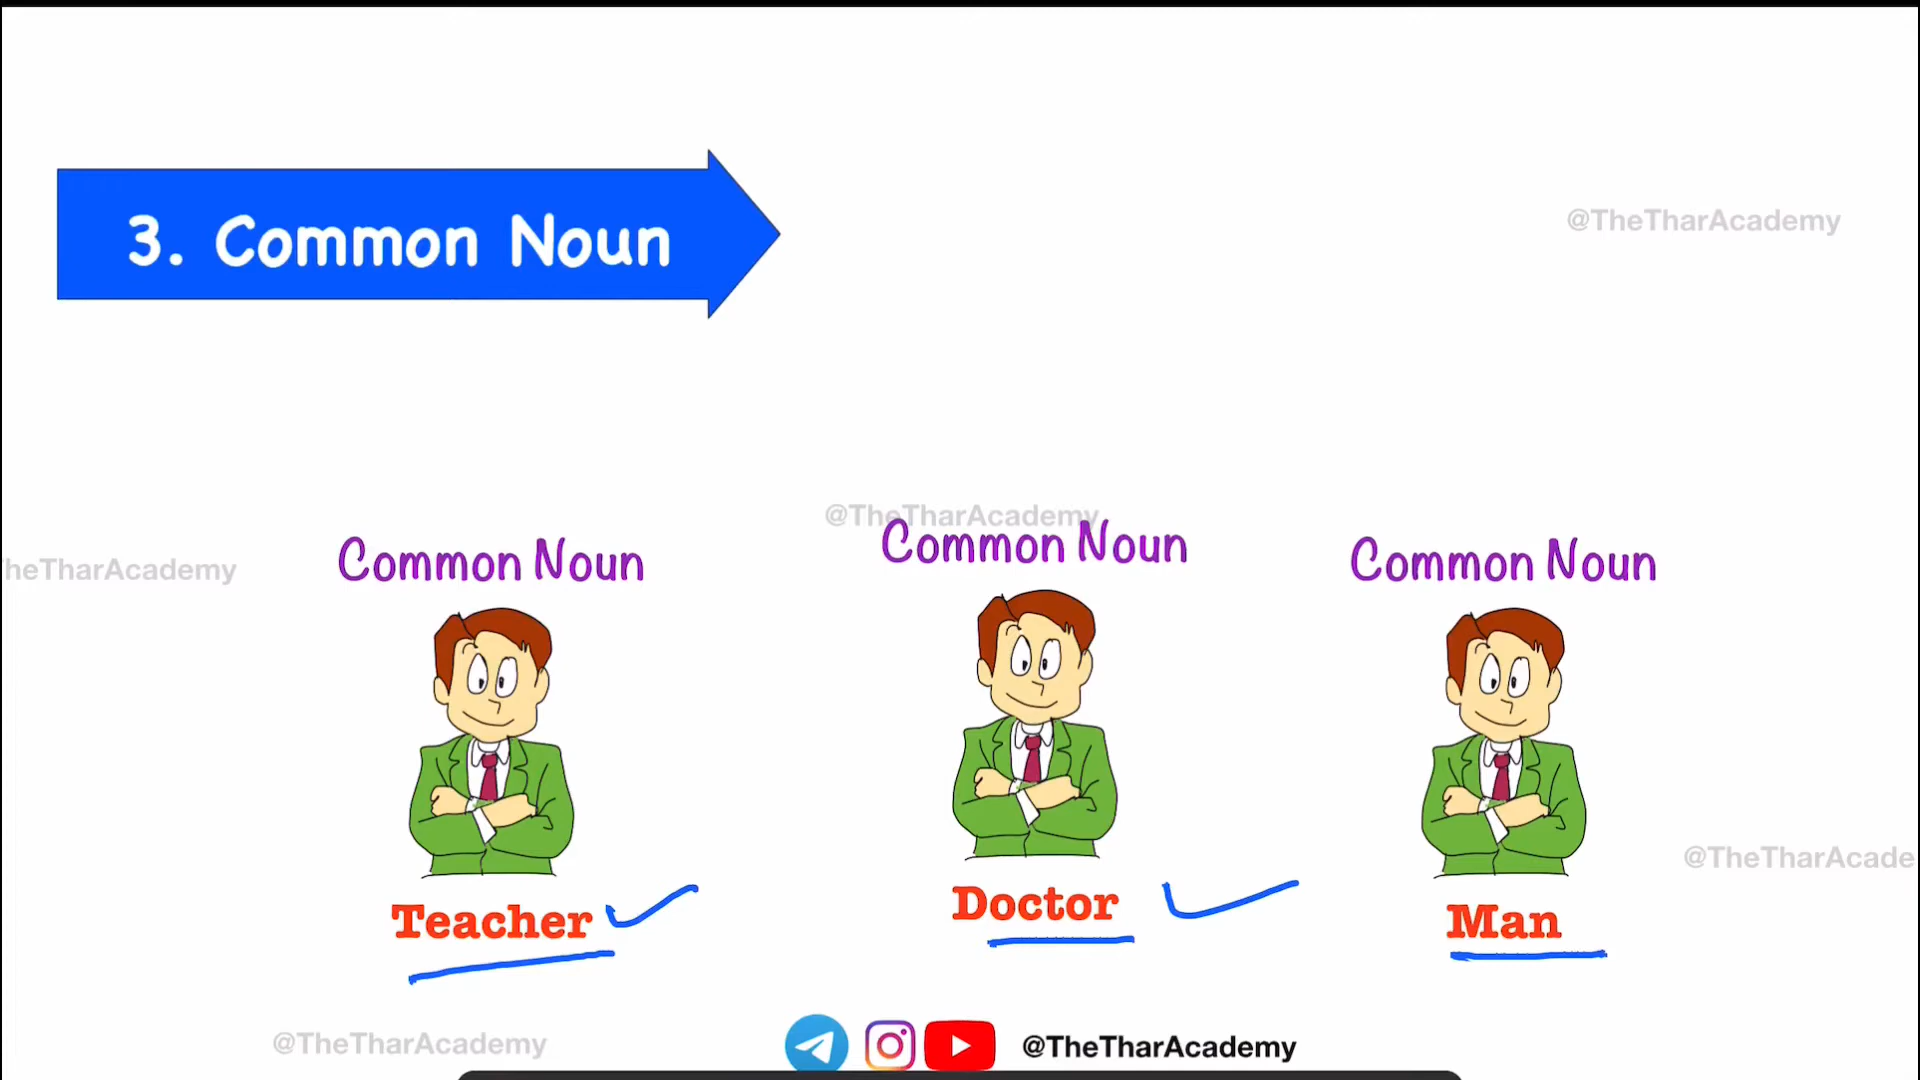 3. Common Noun
@TheTharAcademy
@TheTharAcademy
Common Noun
Common Noun
Common Noun
heTharAcademy
@TheTharAcade
Teacher
Doctor
Man
@TheTharAcademy
@TheTharAcademy